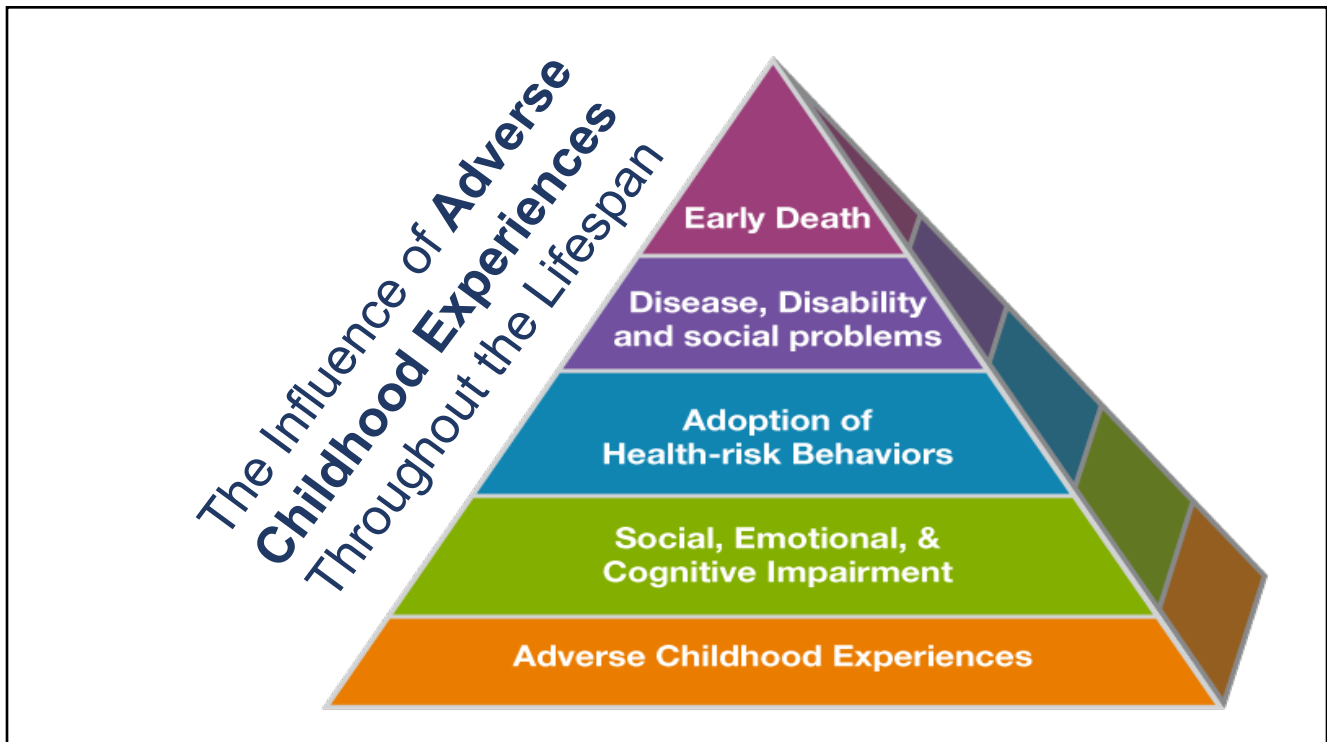 The Influence of Adverse
Childhood Experiences
Throughout the Lifespan
Early Death
Disease, Disability
and social problems
Adoption of
Health-risk Behaviors
Social, Emotional, &
Cognitive Impairment
Adverse Childhood Experiences